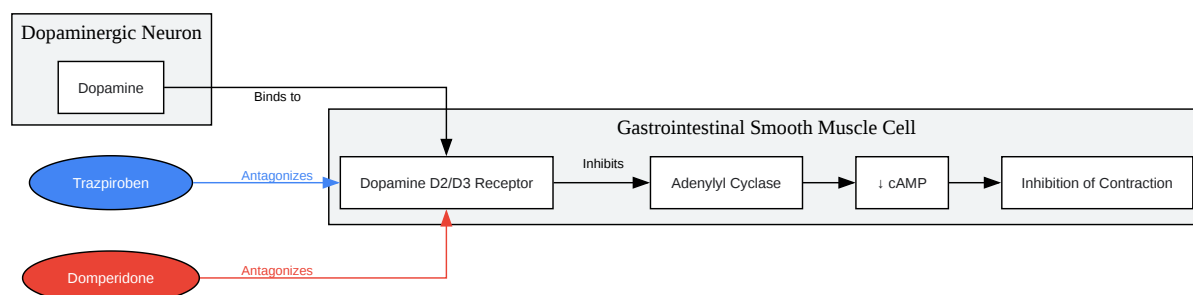 Dopaminergic Neuron
Dopamine
Binds to
Gastrointestinal Smooth Muscle Cell
Trazpiroben
Antagonizes
Dopamine D2/D3 Receptor
Inhibits
Adenylyl Cyclase
↓ cAMP
Inhibition of Contraction
Domperidone
Antagonizes